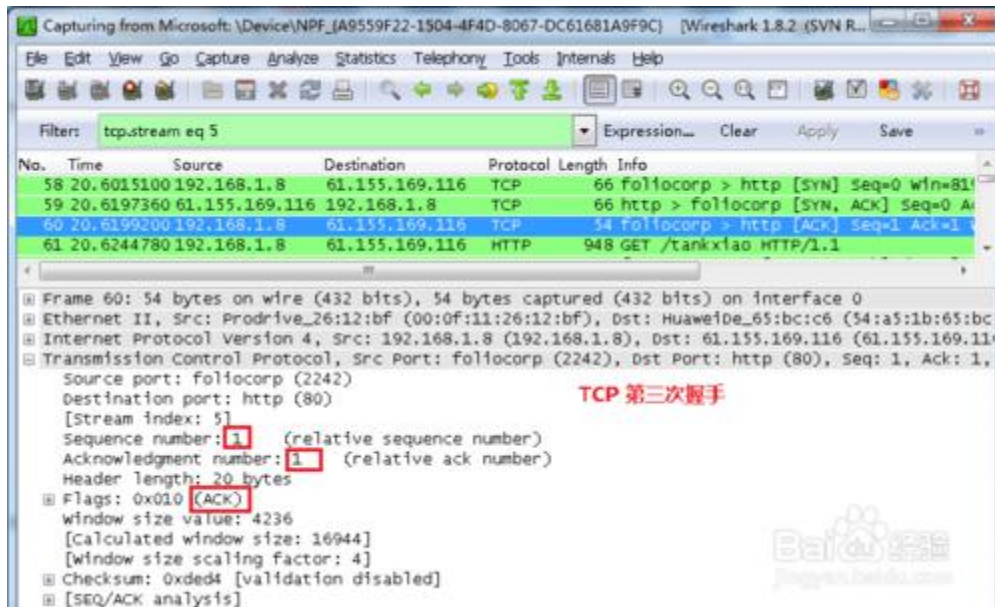 Capturing from Microsoft: \Device\NPF_{A9559F22-1504-4F4D-8067-DC61681A9F9C} [Wireshark 1.8.2 (SVN R...
File Edit View Go Capture Analyze Statistics Telephony Tools Internals Help
Filter: tcp.stream eq 5 Expression... Clear Apply Save
No. Time Source Destination Protocol Length Info
58 20.6015100 192.168.1.8 61.155.169.116 TCP 66 foliocorp > http [SYN] Seq=0 Win=819
59 20.6197360 61.155.169.116 192.168.1.8 TCP 66 http > foliocorp [SYN, ACK] Seq=0 A
60 20.6199200 192.168.1.8 61.155.169.116 TCP 54 foliocorp > http [ACK] Seq=1 Ack=1
61 20.6244780 192.168.1.8 61.155.169.116 HTTP 948 GET /tankxiao HTTP/1.1
Frame 60: 54 bytes on wire (432 bits), 54 bytes captured (432 bits) on interface 0
Ethernet II, Src: Prodrive_26:12:bf (00:0f:11:26:12:bf), Dst: HuaweiDe_65:bc:c6 (54:a5:1b:65:bc
Internet Protocol Version 4, Src: 192.168.1.8 (192.168.1.8), Dst: 61.155.169.116 (61.155.169.11
Transmission Control Protocol, Src Port: foliocorp (2242), Dst Port: http (80), Seq: 1, Ack: 1,
Source port: foliocorp (2242)
Destination port: http (80)
TCP 第三次握手
[Stream index: 5]
Sequence number: 1 (relative sequence number)
Acknowledgment number: 1 (relative ack number)
Header length: 20 bytes
Flags: 0x010 (ACK)
Window size value: 4236
[Calculated window size: 16944]
[Window size scaling factor: 4]
Checksum: 0xded4 [validation disabled]
[SEQ/ACK analysis]
Baidu 经验
jingyan.baidu.com